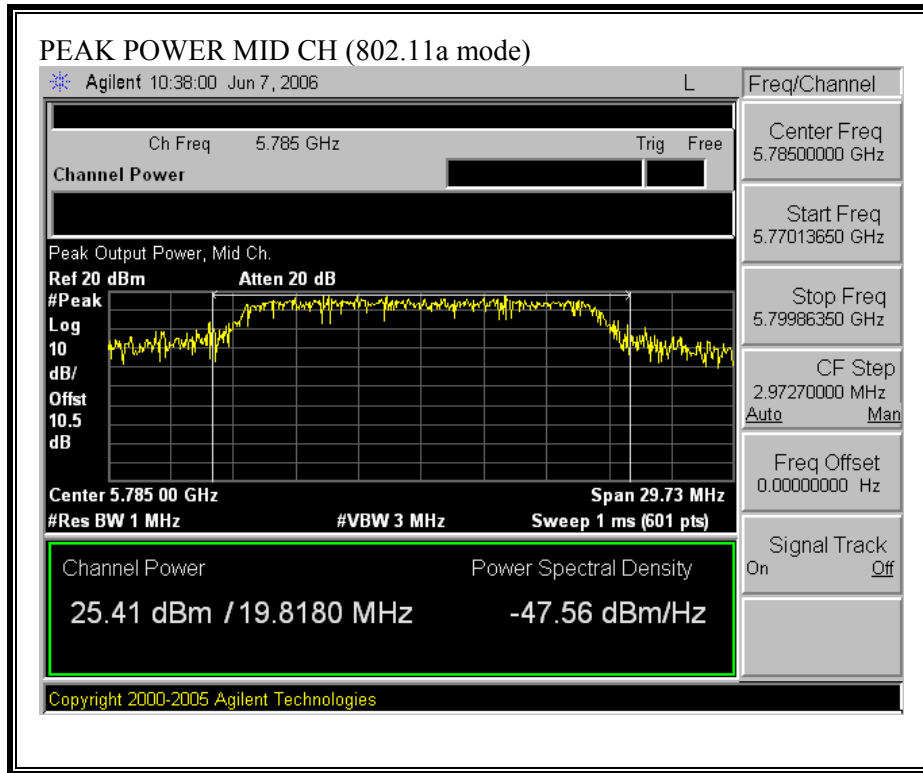 PEAK POWER MID CH (802.11a mode)
Agilent 10:38:00 Jun 7, 2006 L
Freq/Channel
Ch Freq 5.785 GHz Trig Free
Channel Power
Center Freq
5.78500000 GHz
Start Freq
5.77013650 GHz
Peak Output Power, Mid Ch.
Ref 20 dBm Atten 20 dB
#Peak
Log
10
dB/
Offst
10.5
dB
Stop Freq
5.79986350 GHz
CF Step
2.97270000 MHz
Auto Man
Freq Offset
0.00000000 Hz
Center 5.785 00 GHz Span 29.73 MHz
#Res BW 1 MHz #VBW 3 MHz Sweep 1 ms (601 pts)
Signal Track
On Off
Channel Power Power Spectral Density
25.41 dBm / 19.8180 MHz -47.56 dBm/Hz
Copyright 2000-2005 Agilent Technologies